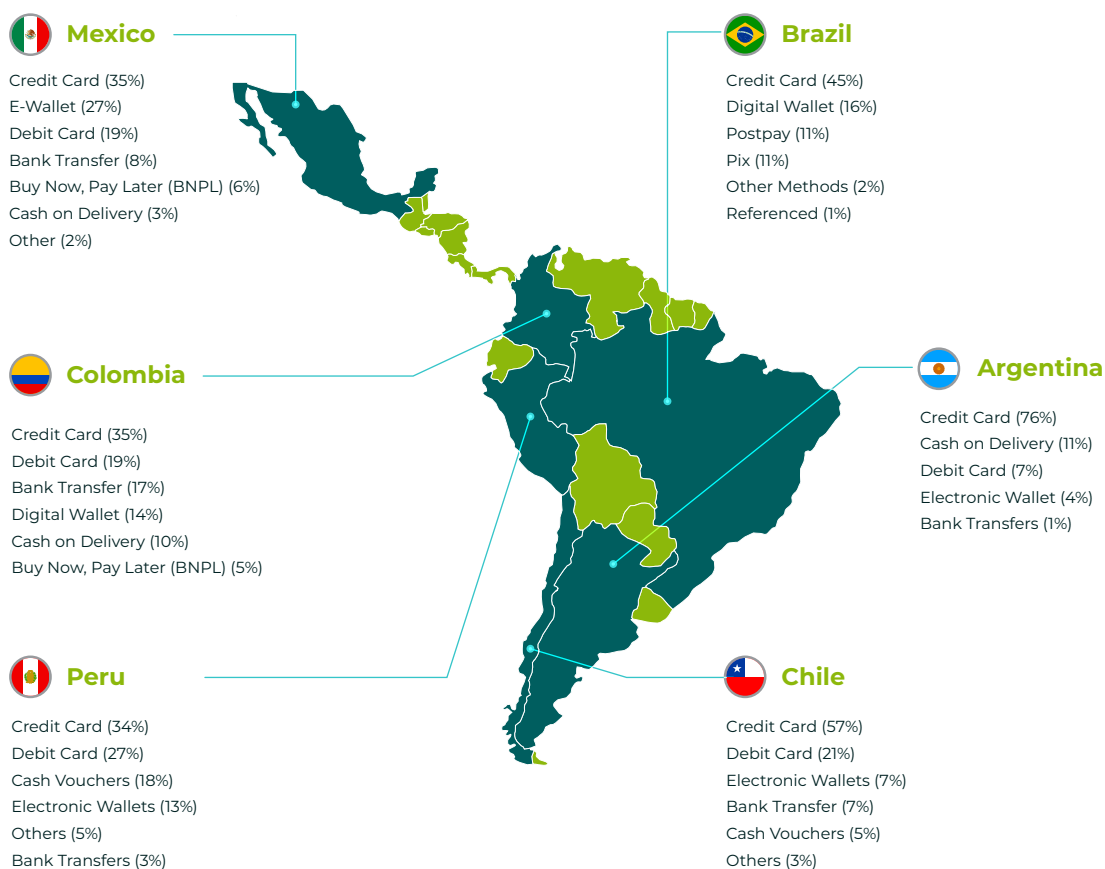 Mexico
Credit Card (35%)
E-Wallet (27%)
Debit Card (19%)
Bank Transfer (8%)
Buy Now, Pay Later (BNPL) (6%)
Cash on Delivery (3%)
Other (2%)
Brazil
Credit Card (45%)
Digital Wallet (16%)
Postpay (11%)
Pix (11%)
Other Methods (2%)
Referenced (1%)
Colombia
Credit Card (35%)
Debit Card (19%)
Bank Transfer (17%)
Digital Wallet (14%)
Cash on Delivery (10%)
Buy Now, Pay Later (BNPL) (5%)
Argentina
Credit Card (76%)
Cash on Delivery (11%)
Debit Card (7%)
Electronic Wallet (4%)
Bank Transfers (1%)
Peru
Credit Card (34%)
Debit Card (27%)
Cash Vouchers (18%)
Electronic Wallets (13%)
Others (5%)
Bank Transfers (3%)
Chile
Credit Card (57%)
Debit Card (21%)
Electronic Wallets (7%)
Bank Transfer (7%)
Cash Vouchers (5%)
Others (3%)